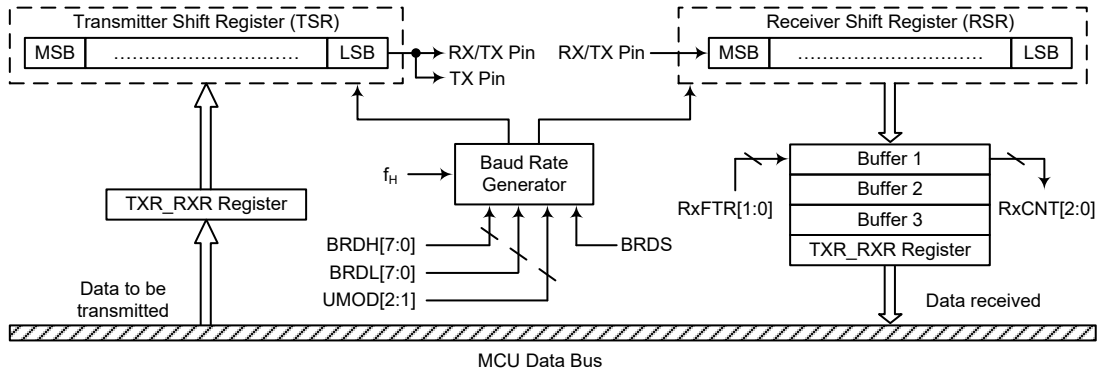 Transmitter Shift Register (TSR)
MSB
…………………………
LSB
RX/TX Pin
TX Pin
RX/TX Pin
Receiver Shift Register (RSR)
MSB
…………………………
LSB
TXR_RXR Register
Data to be
transmitted
fH
Baud Rate
Generator
BRDH[7:0]
BRDL[7:0]
UMOD[2:1]
BRDS
RxFTR[1:0]
Buffer 1
Buffer 2
Buffer 3
TXR_RXR Register
RxCNT[2:0]
Data received
MCU Data Bus